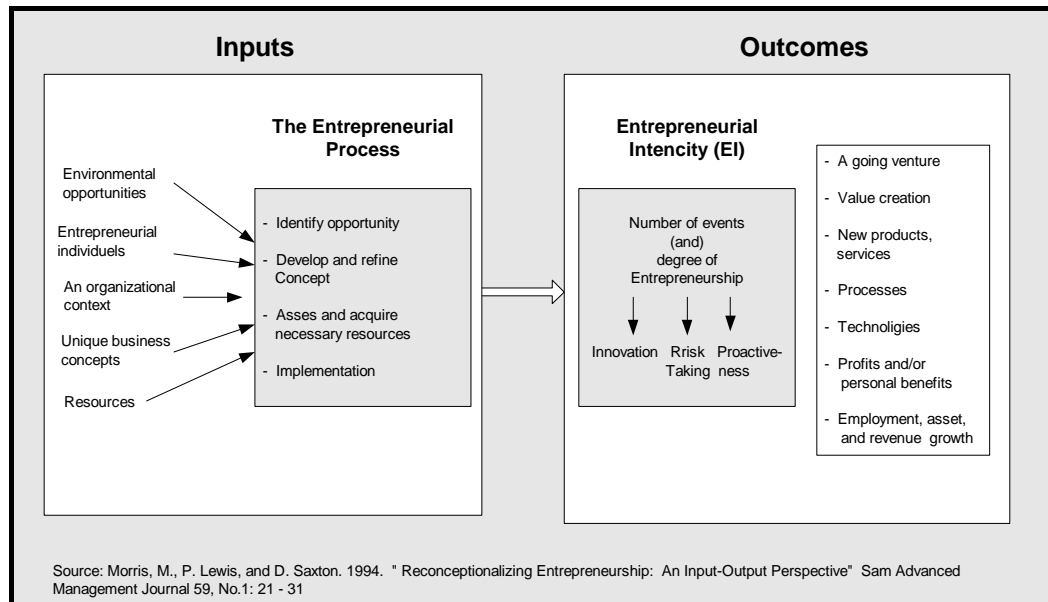 Inputs
The Entrepreneurial
Process
Environmental
opportunities
Entrepreneurial
individuels
An organizational
context
Unique business
concepts
Resources
- Identify opportunity
- Develop and refine
Concept
- Asses and acquire
necessary resources
- Implementation
Outcomes
Entrepreneurial
Intencity (EI)
Number of events
(and)
degree of
Entrepreneurship
Innovation Rrisk Proactive-
Taking ness
- A going venture
- Value creation
- New products,
services
- Processes
- Technoligies
- Profits and/or
personal benefits
- Employment, asset,
and revenue growth
Source: Morris, M., P. Lewis, and D. Saxton. 1994. " Reconceptionalizing Entrepreneurship: An Input-Output Perspective" Sam Advanced
Management Journal 59, No.1: 21 - 31